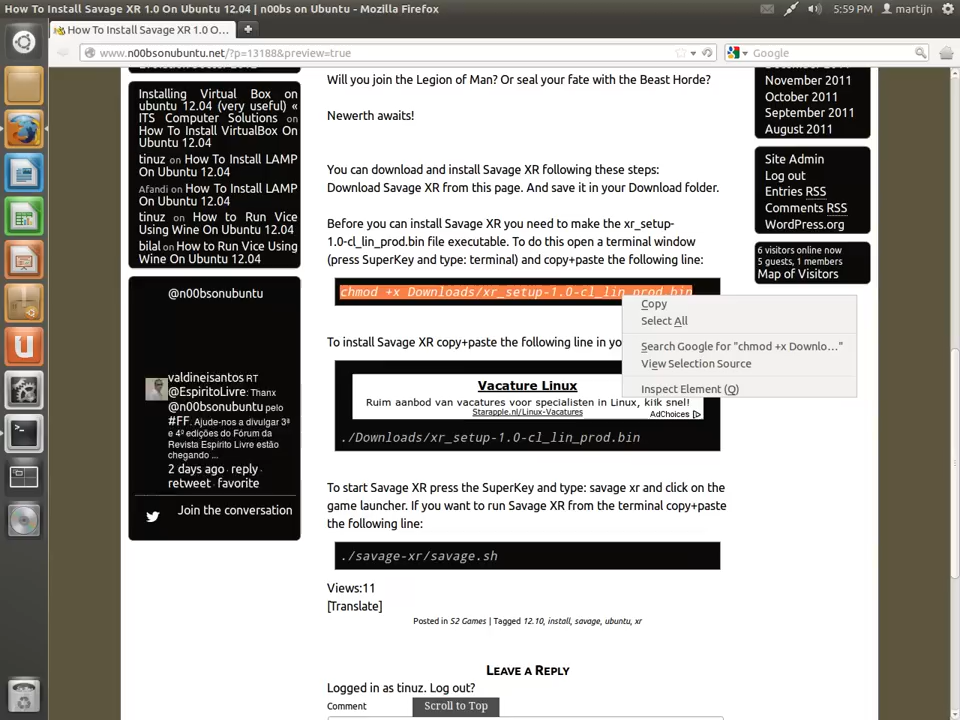 How To Install Savage XR 1.0 On Ubuntu 12.04 | n00bs on Ubuntu - Mozilla Firefox
5:59 PM
martijn
How To Install Savage XR 1.0 O...
www.n00bsonubuntu.net/?p=13188&preview=true
Google
Installing Virtual Box on
ubuntu 12.04 (very useful) «
ITS Computer Solutions on
How To Install VirtualBox On
Ubuntu 12.04
tinuz on How To Install LAMP
On Ubuntu 12.04
Afandi on How To Install LAMP
On Ubuntu 12.04
tinuz on How to Run Vice
Using Wine On Ubuntu 12.04
bilal on How to Run Vice Using
Wine On Ubuntu 12.04
@n00bsonubuntu
valdineisantos RT
@EspiritoLivre: Thanx
@n00bsonubuntu pelo
#FF. Ajude-nos a divulgar 3ª
e 4º edições do Fórum da
Revista Espírito Livre estão
chegando ...
2 days ago · reply ·
retweet · favorite
Join the conversation
Will you join the Legion of Man? Or seal your fate with the Beast Horde?
Newerth awaits!
You can download and install Savage XR following these steps:
Download Savage XR from this page. And save it in your Download folder.
Before you can install Savage XR you need to make the xr_setup-
1.0-cl_lin_prod.bin file executable. To do this open a terminal window
(press SuperKey and type: terminal) and copy+paste the following line:
chmod +x Downloads/xr_setup-1.0-cl_lin_prod.bin
Copy
Select All
Search Google for "chmod +x Downlo..."
View Selection Source
Inspect Element (Q)
To install Savage XR copy+paste the following line in yo
Vacature Linux
Ruim aanbod van vacatures voor specialisten in Linux, kijk snel!
Starapple.nl/Linux-Vacatures
AdChoices
./Downloads/xr_setup-1.0-cl_lin_prod.bin
To start Savage XR press the SuperKey and type: savage xr and click on the
game launcher. If you want to run Savage XR from the terminal copy+paste
the following line:
./savage-xr/savage.sh
Views:11
[Translate]
Posted in S2 Games | Tagged 12.10, install, savage, ubuntu, xr
Leave a Reply
Logged in as tinuz. Log out?
Comment
Scroll to Top
November 2011
October 2011
September 2011
August 2011
Site Admin
Log out
Entries RSS
Comments RSS
WordPress.org
6 visitors online now
5 guests, 1 members
Map of Visitors